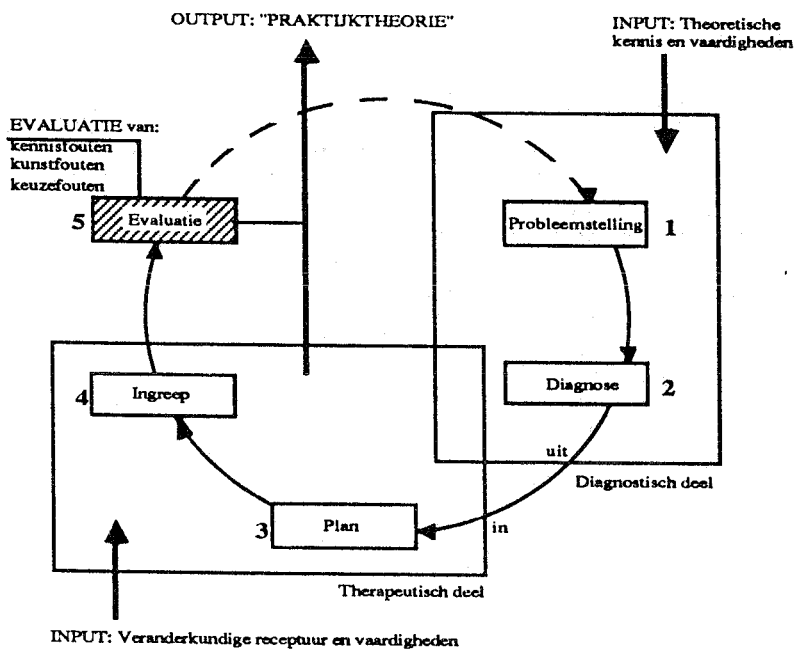 OUTPUT: "PRAKTIJKTHEORIE"
INPUT: Theoretische
kennis en vaardigheden
EVALUATIE van:
kennisfouten
kunstfouten
keuzefouten
5
Evaluatie
Probleemstelling
1
4
Ingreep
Diagnose
2
uit
Diagnostisch deel
3
Plan
in
Therapeutisch deel
INPUT: Veranderkundige receptuur en vaardigheden